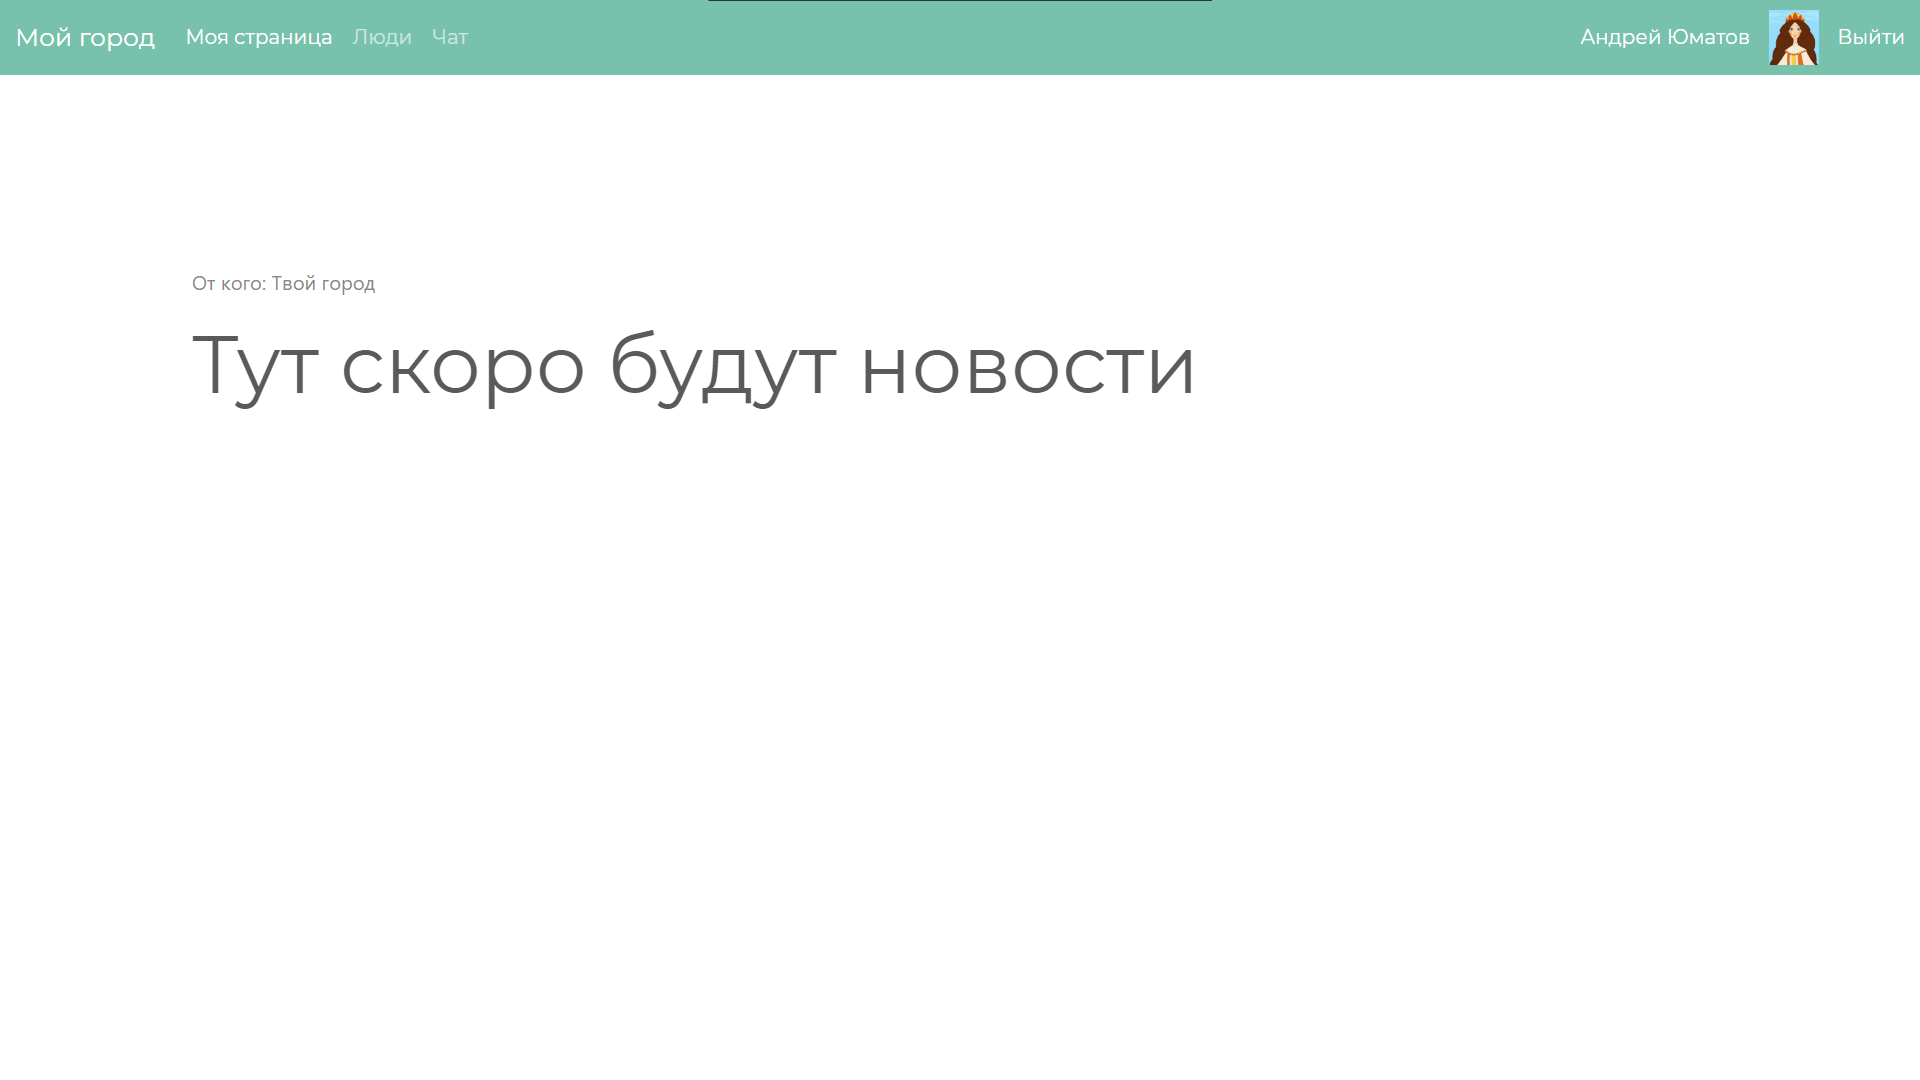 Мой город Моя страница Люди Чат Андрей Юматов Выйти
От кого: Твой город
Тут скоро будут новости